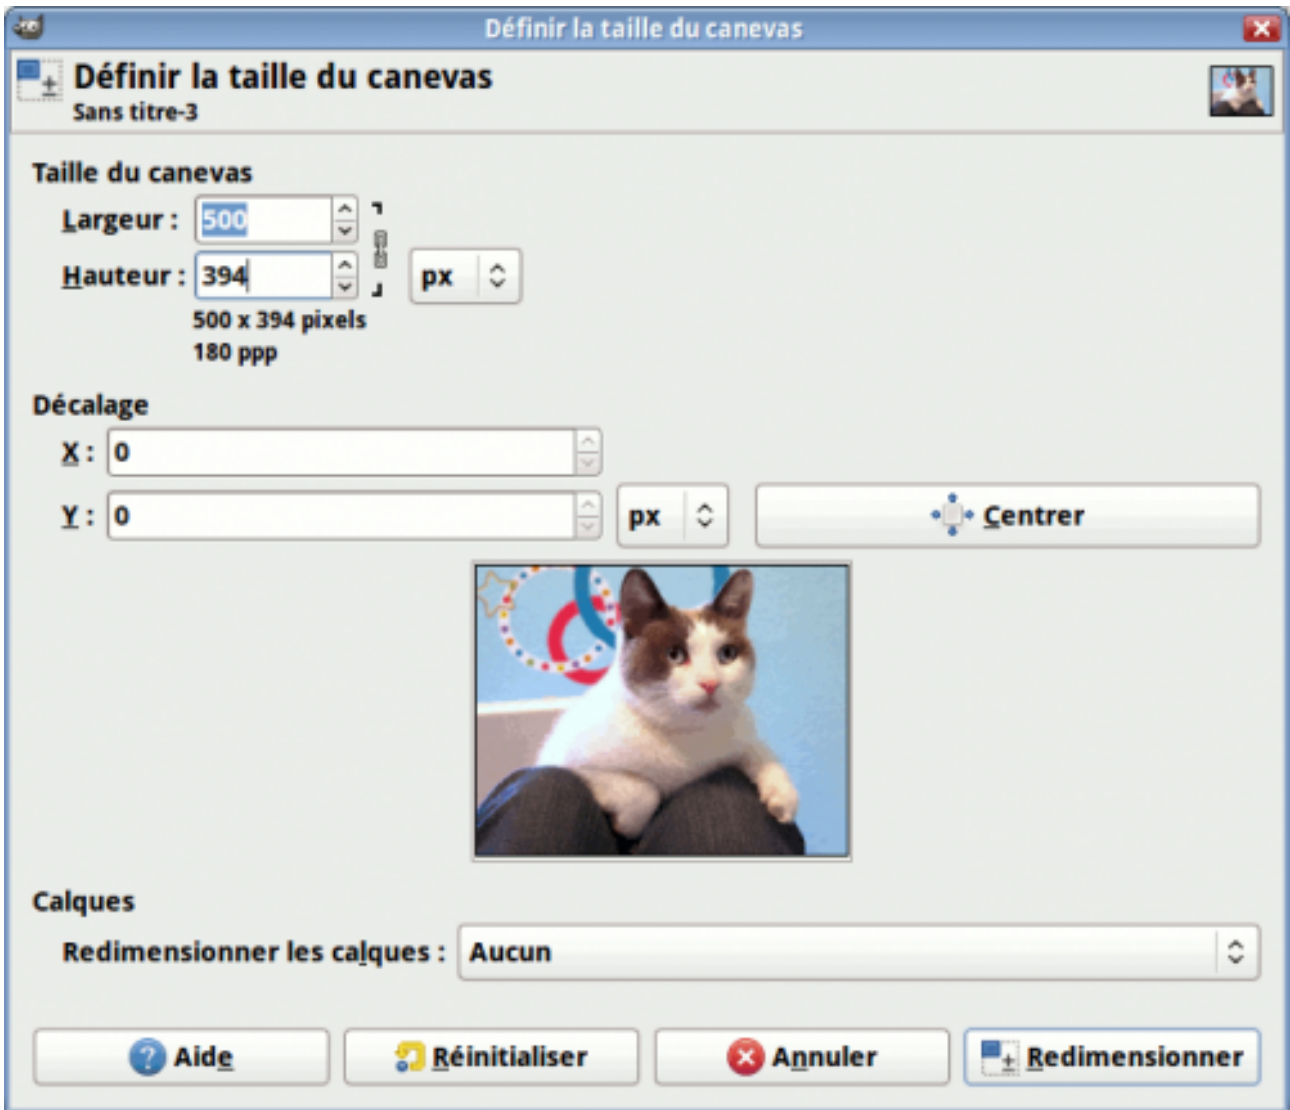 Définir la taille du canevas
Définir la taille du canevas
Sans titre-3
Taille du canevas
Largeur : 500
Hauteur : 394 px
500 x 394 pixels
180 ppp
Décalage
X : 0
Y : 0 px Centrer
Calques
Redimensionner les calques : Aucun
Aide Réinitialiser Annuler Redimensionner